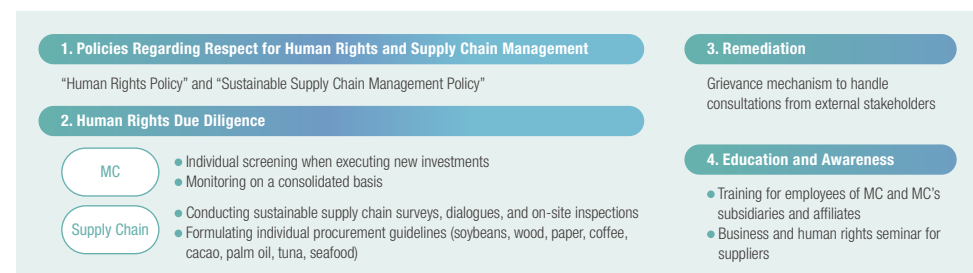 1. Policies Regarding Respect for Human Rights and Supply Chain Management
“Human Rights Policy” and “Sustainable Supply Chain Management Policy”
2. Human Rights Due Diligence
MC
● Individual screening when executing new investments
● Monitoring on a consolidated basis
Supply Chain
● Conducting sustainable supply chain surveys, dialogues, and on-site inspections
● Formulating individual procurement guidelines (soybeans, wood, paper, coffee,
cacao, palm oil, tuna, seafood)
3. Remediation
Grievance mechanism to handle
consultations from external stakeholders
4. Education and Awareness
● Training for employees of MC and MC’s
subsidiaries and affiliates
● Business and human rights seminar for
suppliers